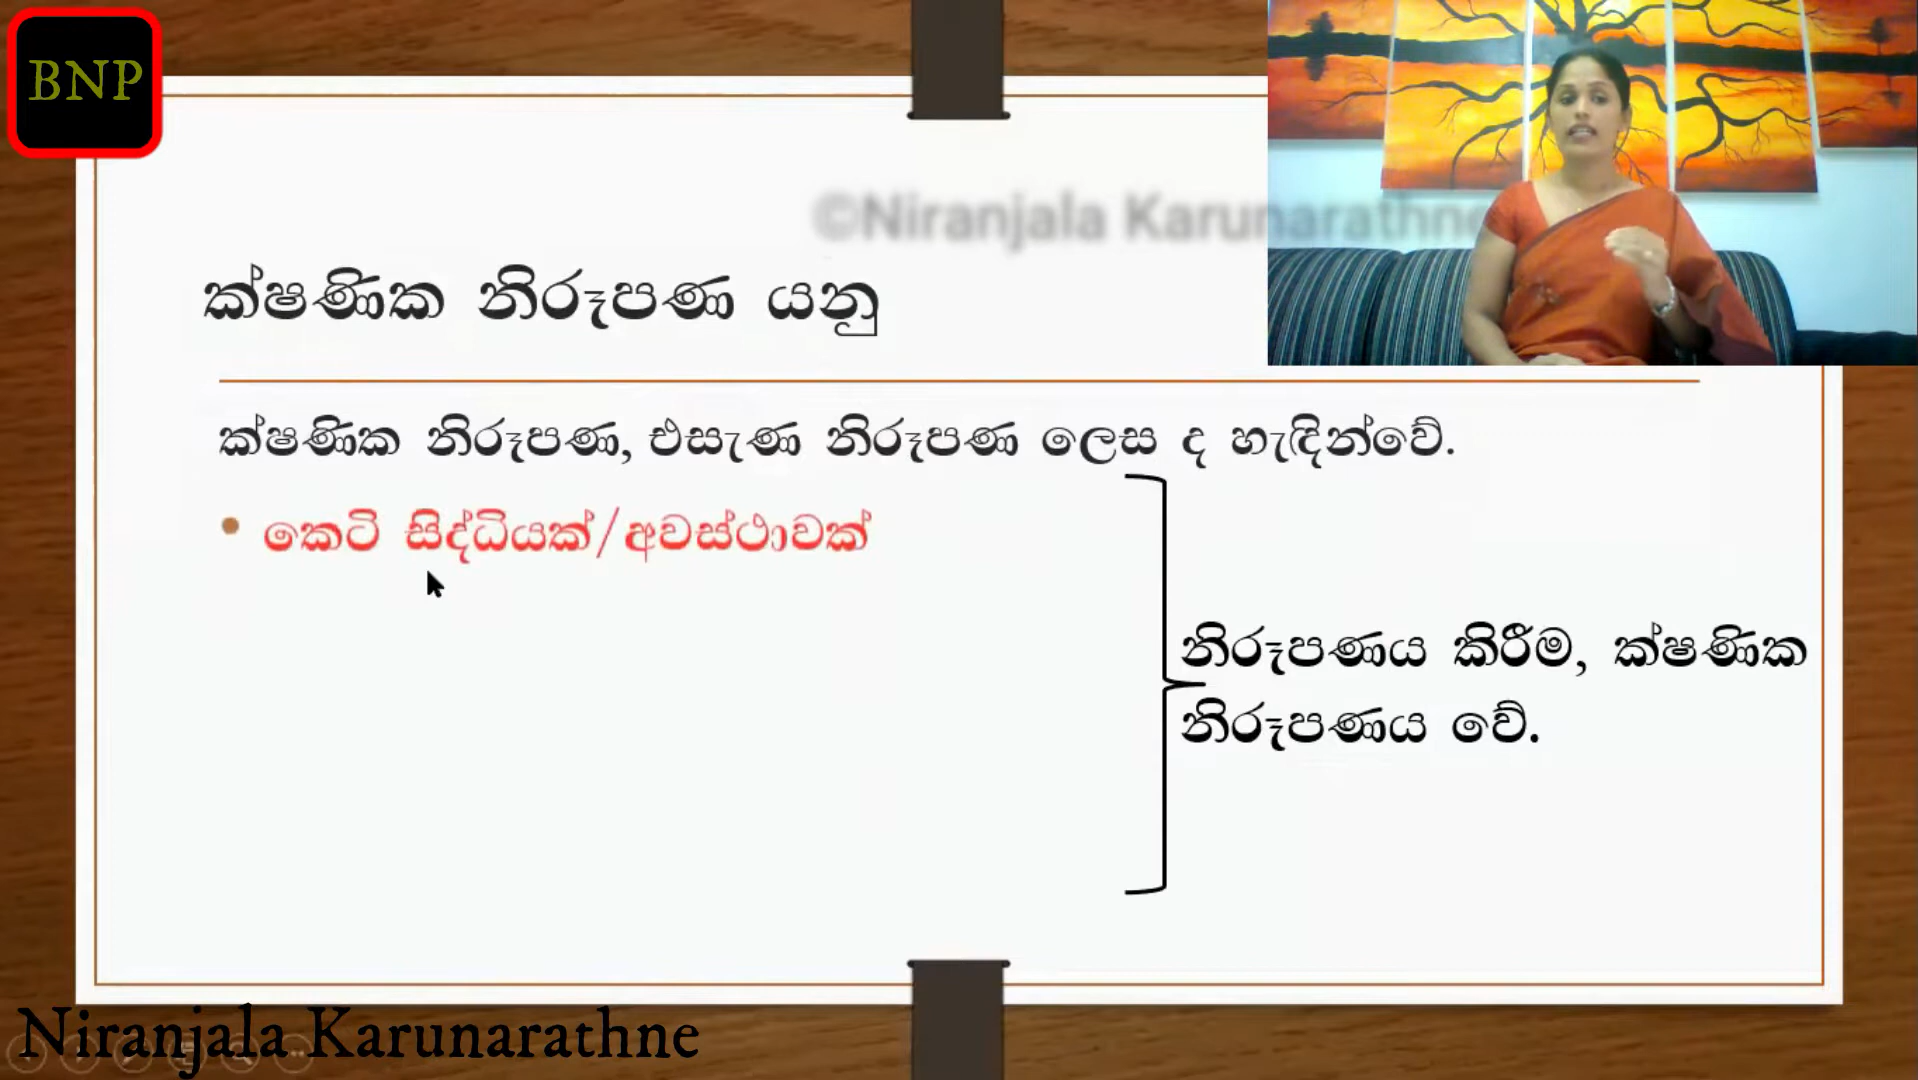 BNP
©Niranjala Karunarathne
ක්ෂණික නිරූපණ යනු
ක්ෂණික නිරූපණ, එසැණ නිරූපණ ලෙස ද හැඳින්වේ.
• කෙටි සිද්ධියක්/අවස්ථාවක්
නිරූපණය කිරීම, ක්ෂණික
නිරූපණය වේ.
Niranjala Karunarathne